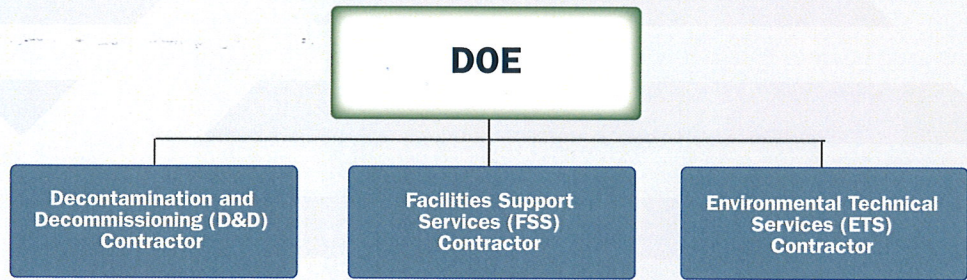 DOE
Decontamination and
Decommissioning (D&D)
Contractor
Facilities Support
Services (FSS)
Contractor
Environmental Technical
Services (ETS)
Contractor